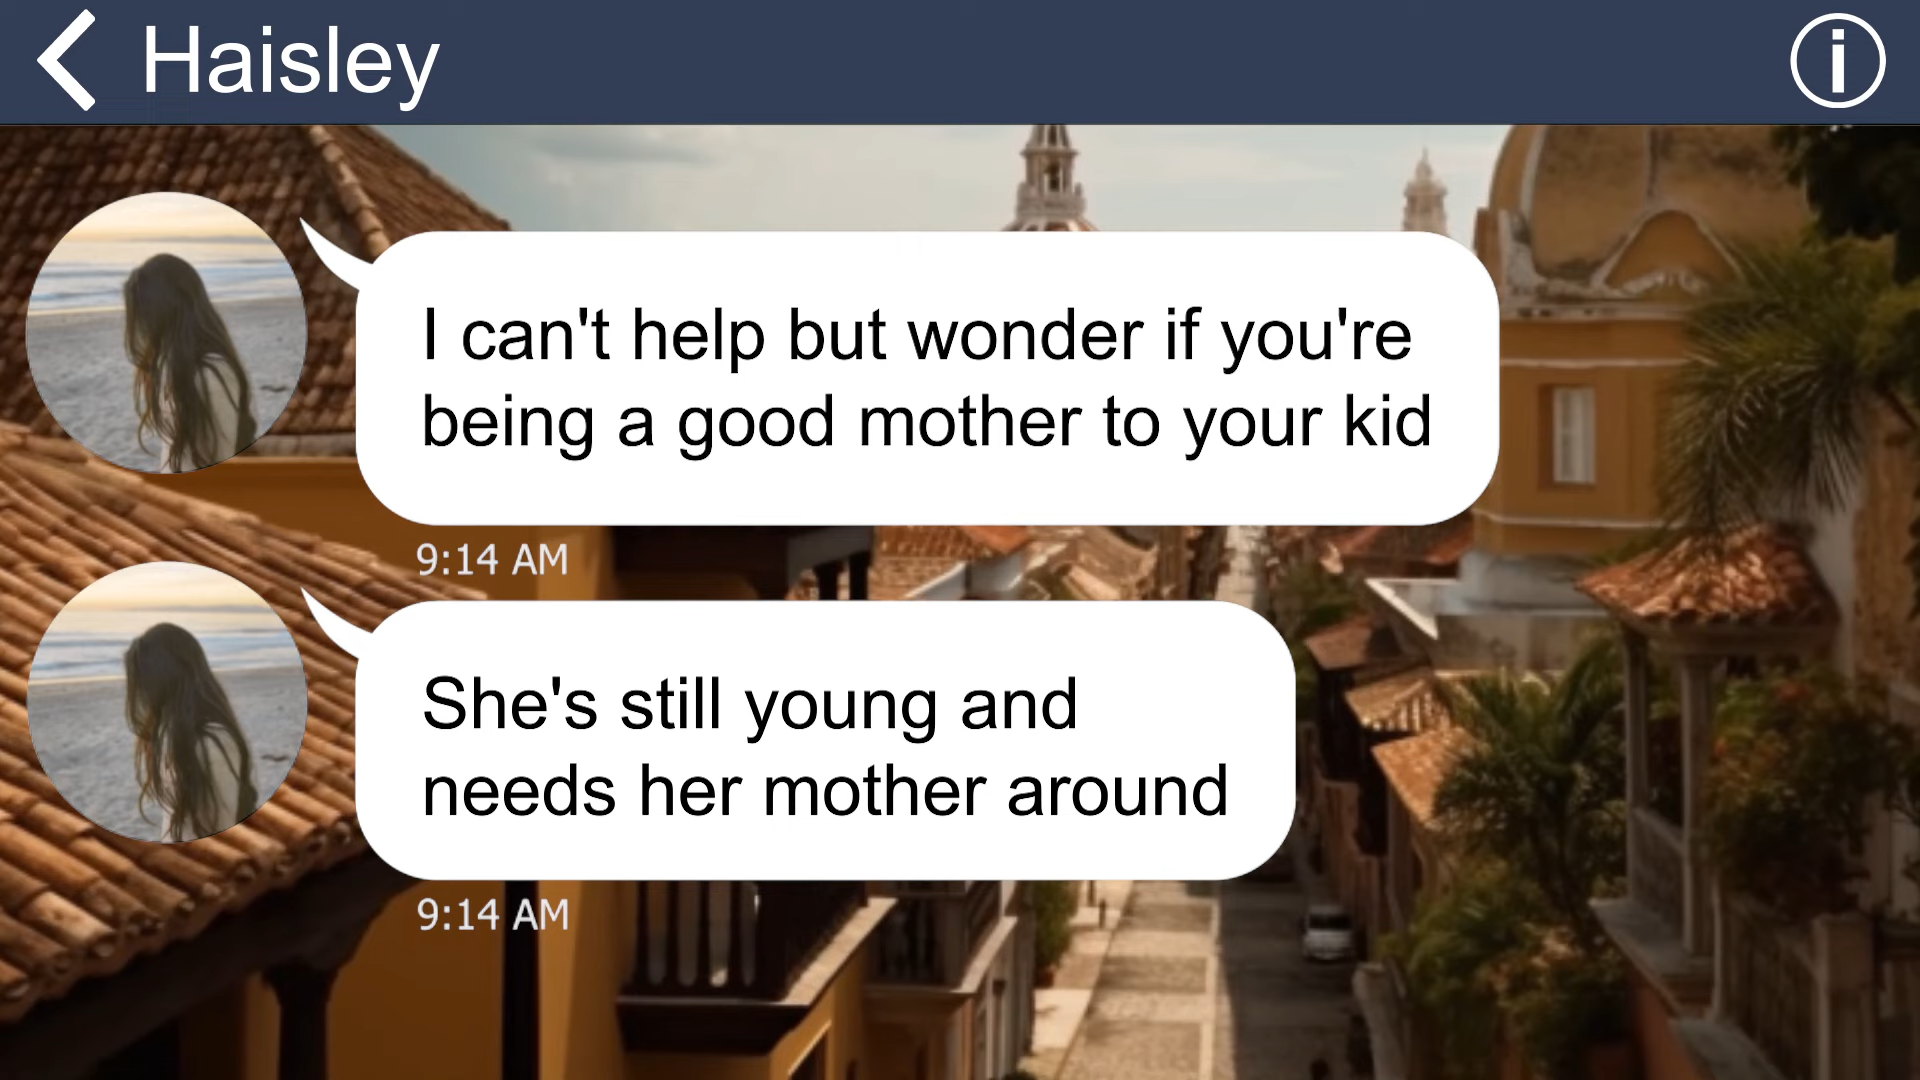 Haisley
I can't help but wonder if you're
being a good mother to your kid
9:14 AM
She's still young and
needs her mother around
9:14 AM